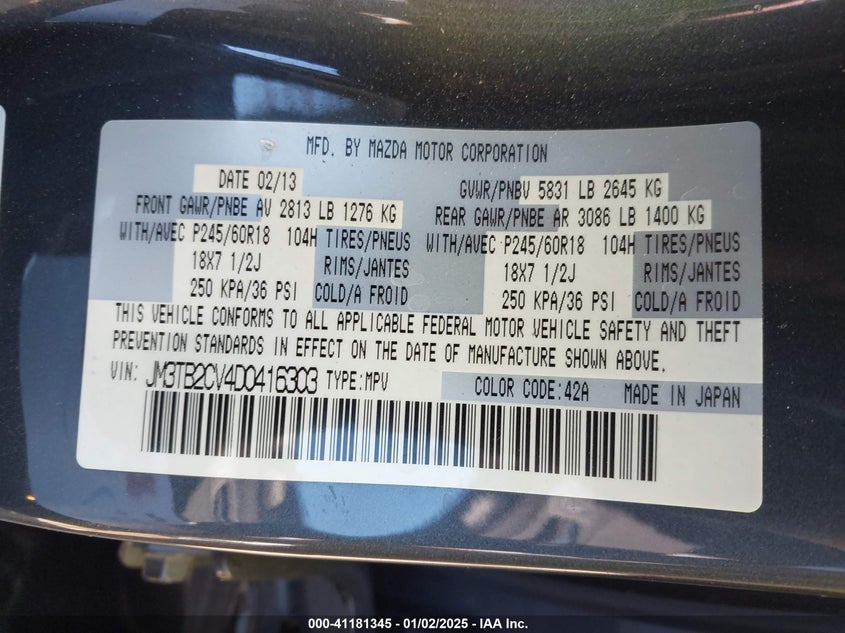 MFD. BY MAZDA MOTOR CORPORATION
DATE 02/13 GVWR/PNBV 5831 LB 2645 KG
FRONT GAWR/PNBE AV 2813 LB 1276 KG REAR GAWR/PNBE AR 3086 LB 1400 KG
WITH/AVEC P245/60R18 104H TIRES/PNEUS WITH/AVEC P245/60R18 104H TIRES/PNEUS
18X7 1/2J RIMS/JANTES 18X7 1/2J RIMS/JANTES
250 KPA/36 PSI COLD/A FROID 250 KPA/36 PSI COLD/A FROID
THIS VEHICLE CONFORMS TO ALL APPLICABLE FEDERAL MOTOR VEHICLE SAFETY AND THEFT
PREVENTION STANDARDS IN EFFECT ON THE DATE OF MANUFACTURE SHOWN ABOVE.
VIN: JM3TB2CV4D0416303 TYPE:MPV COLOR CODE:42A MADE IN JAPAN
000-41181345 - 01/02/2025 - IAA Inc.